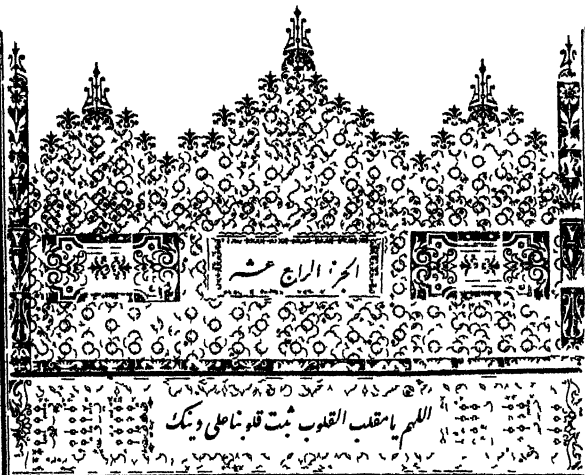 الجزء الرابع عشر
اللهم يا مقلب القلوب ثبت قلوبنا على دينك